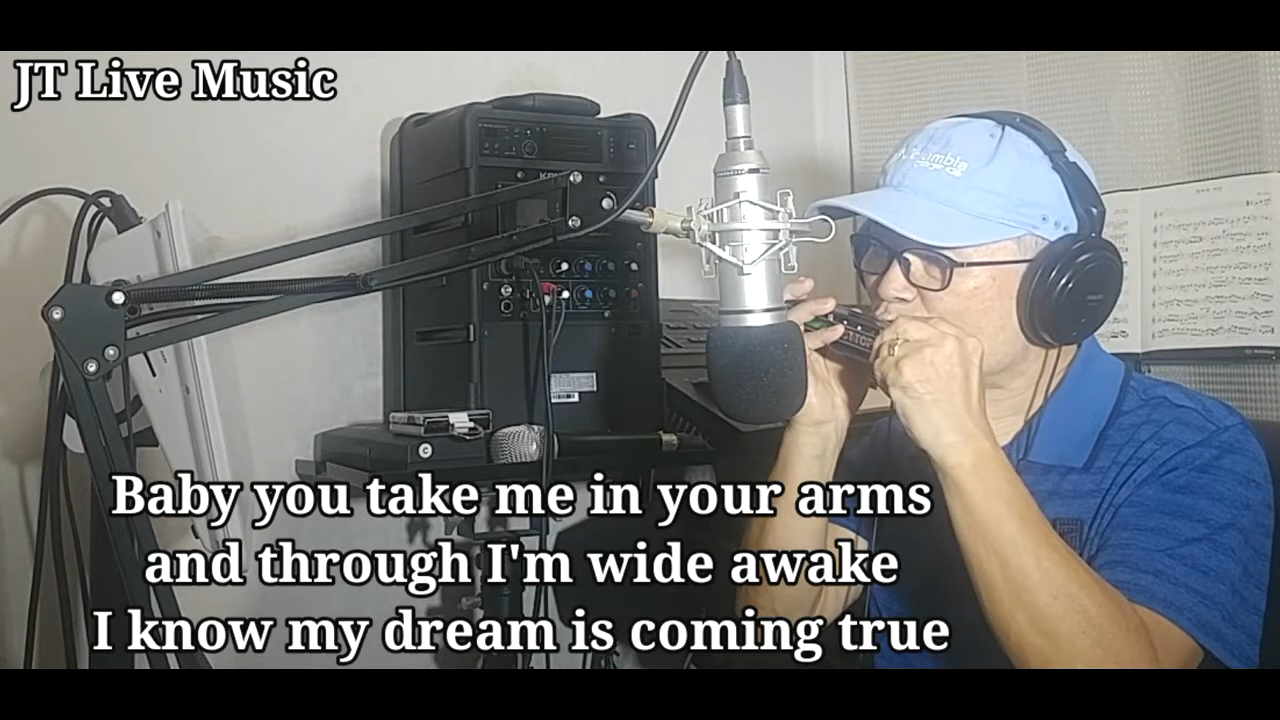 JT Live Music
Columbia
Baby you take me in your arms
and through I'm wide awake
I know my dream is coming true